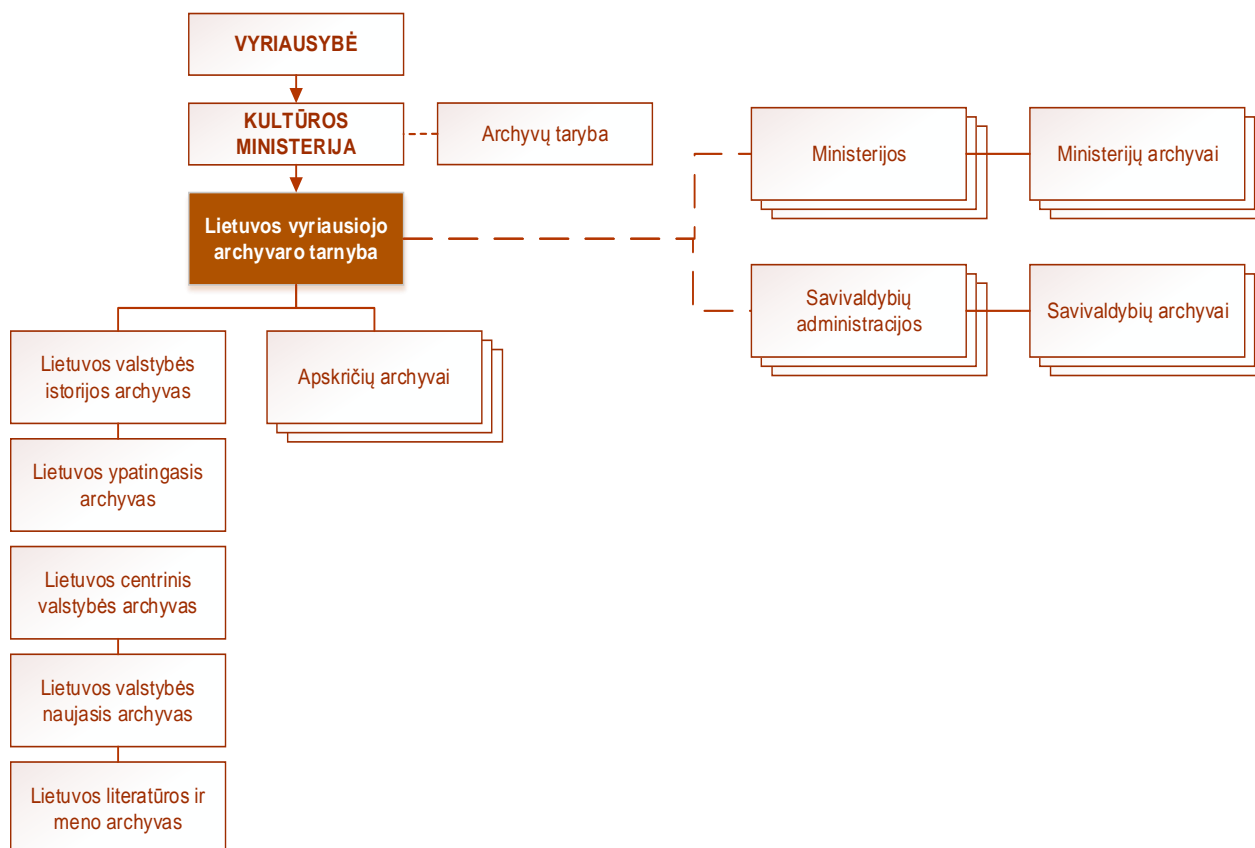 VYRIAUSYBĖ
KULTŪROS
MINISTERIJA
Archyvų taryba
Ministerijos
Ministerijų archyvai
Lietuvos vyriausiojo
archyvaro tarnyba
Savivaldybių
administracijos
Savivaldybių archyvai
Lietuvos valstybės
istorijos archyvas
Apskričių archyvai
Lietuvos ypatingasis
archyvas
Lietuvos centrinis
valstybės archyvas
Lietuvos valstybės
naujasis archyvas
Lietuvos literatūros ir
meno archyvas